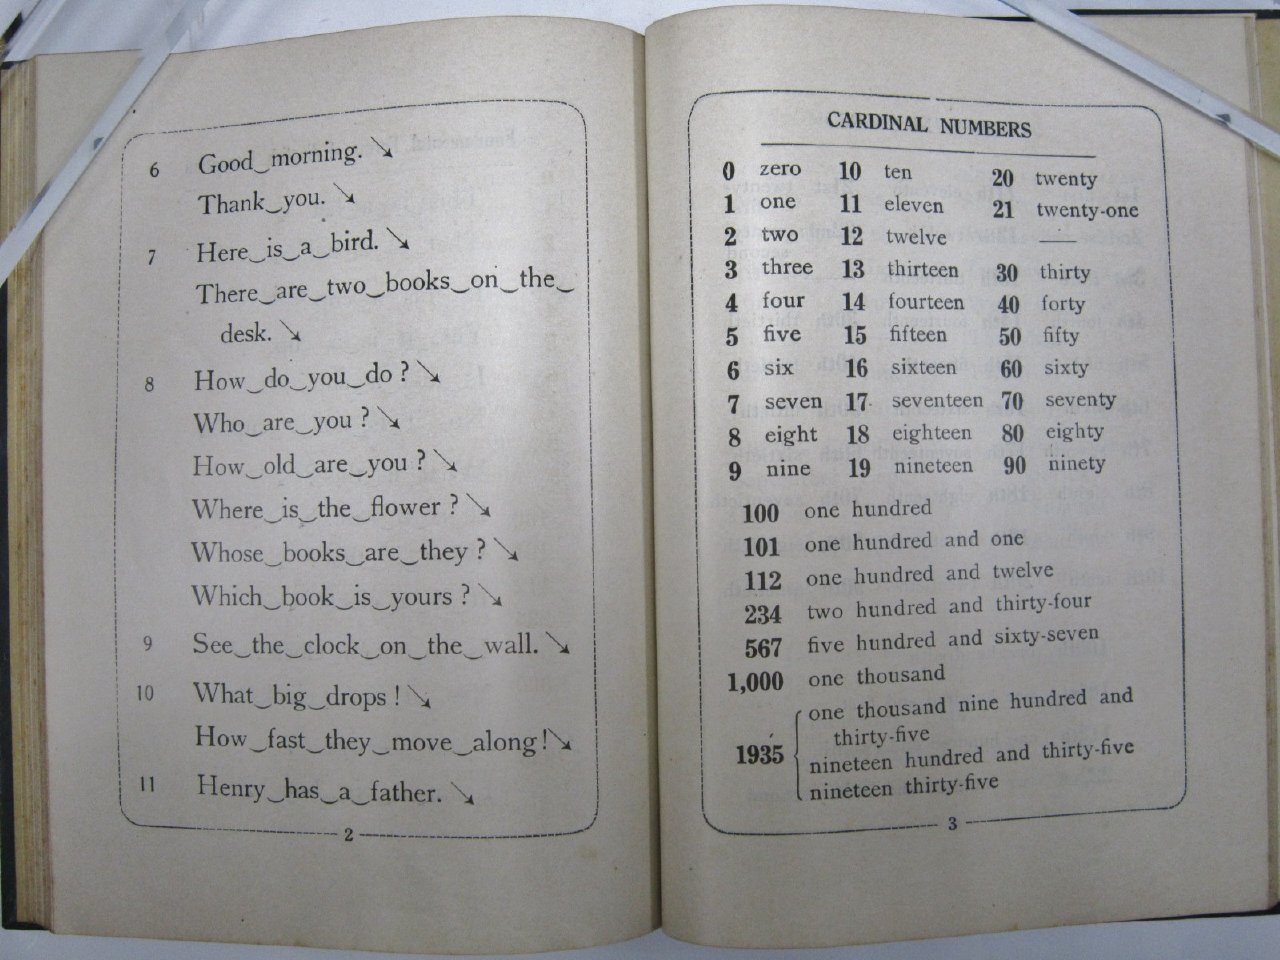 6 Good‿morning. ↘
Thank‿you. ↘
7 Here‿is‿a‿bird. ↘
There‿are‿two‿books‿on‿the‿
desk. ↘
8 How‿do‿you‿do ? ↘
Who‿are‿you ? ↘
How‿old‿are‿you ? ↘
Where‿is‿the‿flower ? ↘
Whose‿books‿are‿they ? ↘
Which‿book‿is‿yours ? ↘
9 See‿the‿clock‿on‿the‿wall. ↘
10 What‿big‿drops ! ↘
How‿fast‿they‿move‿along ! ↘
11 Henry‿has‿a‿father. ↘
2
CARDINAL NUMBERS
0 zero 10 ten 20 twenty
1 one 11 eleven 21 twenty-one
2 two 12 twelve ——
3 three 13 thirteen 30 thirty
4 four 14 fourteen 40 forty
5 five 15 fifteen 50 fifty
6 six 16 sixteen 60 sixty
7 seven 17 seventeen 70 seventy
8 eight 18 eighteen 80 eighty
9 nine 19 nineteen 90 ninety
100 one hundred
101 one hundred and one
112 one hundred and twelve
234 two hundred and thirty-four
567 five hundred and sixty-seven
1,000 one thousand
1935 one thousand nine hundred and
thirty-five
nineteen hundred and thirty-five
nineteen thirty-five
3